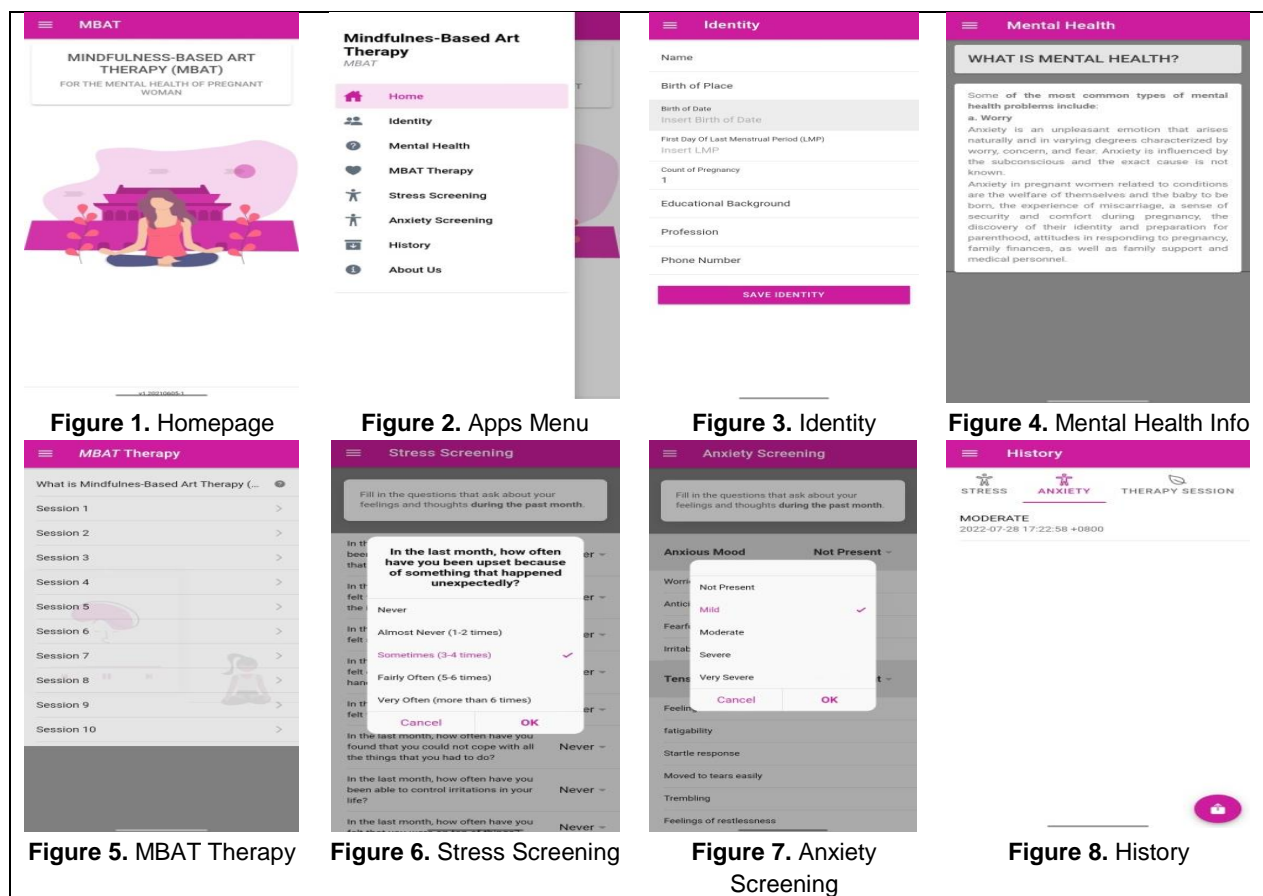 MBAT
MINDFULNESS-BASED ART
THERAPY (MBAT)
FOR THE MENTAL HEALTH OF PREGNANT
WOMAN
v1.20210605.1
Figure 1. Homepage
Mindfulnes-Based Art
Therapy
MBAT
Home
Identity
Mental Health
MBAT Therapy
Stress Screening
Anxiety Screening
History
About Us
T
Figure 2. Apps Menu
Identity
Name
Birth of Place
Birth of Date
Insert Birth of Date
First Day Of Last Menstrual Period (LMP)
Insert LMP
Count of Pregnancy
1
Educational Background
Profession
Phone Number
SAVE IDENTITY
Figure 3. Identity
Mental Health
WHAT IS MENTAL HEALTH?
Some of the most common types of mental
health problems include:
a. Worry
Anxiety is an unpleasant emotion that arises
naturally and in varying degrees characterized by
worry, concern, and fear. Anxiety is influenced by
the subconscious and the exact cause is not
known.
Anxiety in pregnant women related to conditions
are the welfare of themselves and the baby to be
born, the experience of miscarriage, a sense of
security and comfort during pregnancy, the
discovery of their identity and preparation for
parenthood, attitudes in responding to pregnancy,
family finances, as well as family support and
medical personnel.
Figure 4. Mental Health Info
MBAT Therapy
What is Mindfulnes-Based Art Therapy (...
Session 1
Session 2
Session 3
Session 4
Session 5
Session 6
Session 7
Session 8
Session 9
Session 10
Figure 5. MBAT Therapy
Stress Screening
Fill in the questions that ask about your
feelings and thoughts during the past month.
In the last month, how often
have you been upset because
of something that happened
unexpectedly?
Never
Almost Never (1-2 times)
Sometimes (3-4 times)
Fairly Often (5-6 times)
Very Often (more than 6 times)
Cancel OK
In the last month, how often have you
found that you could not cope with all Never
the things that you had to do?
In the last month, how often have you
been able to control irritations in your Never
life?
In the last month, how often have you
Never
Figure 6. Stress Screening
Anxiety Screening
Fill in the questions that ask about your
feelings and thoughts during the past month.
Anxious Mood Not Present
Not Present
Mild
Moderate
Severe
Very Severe
Cancel OK
fatigability
Startle response
Moved to tears easily
Trembling
Feelings of restlessness
Figure 7. Anxiety
Screening
History
STRESS ANXIETY THERAPY SESSION
MODERATE
2022-07-28 17:22:58 +0800
Figure 8. History